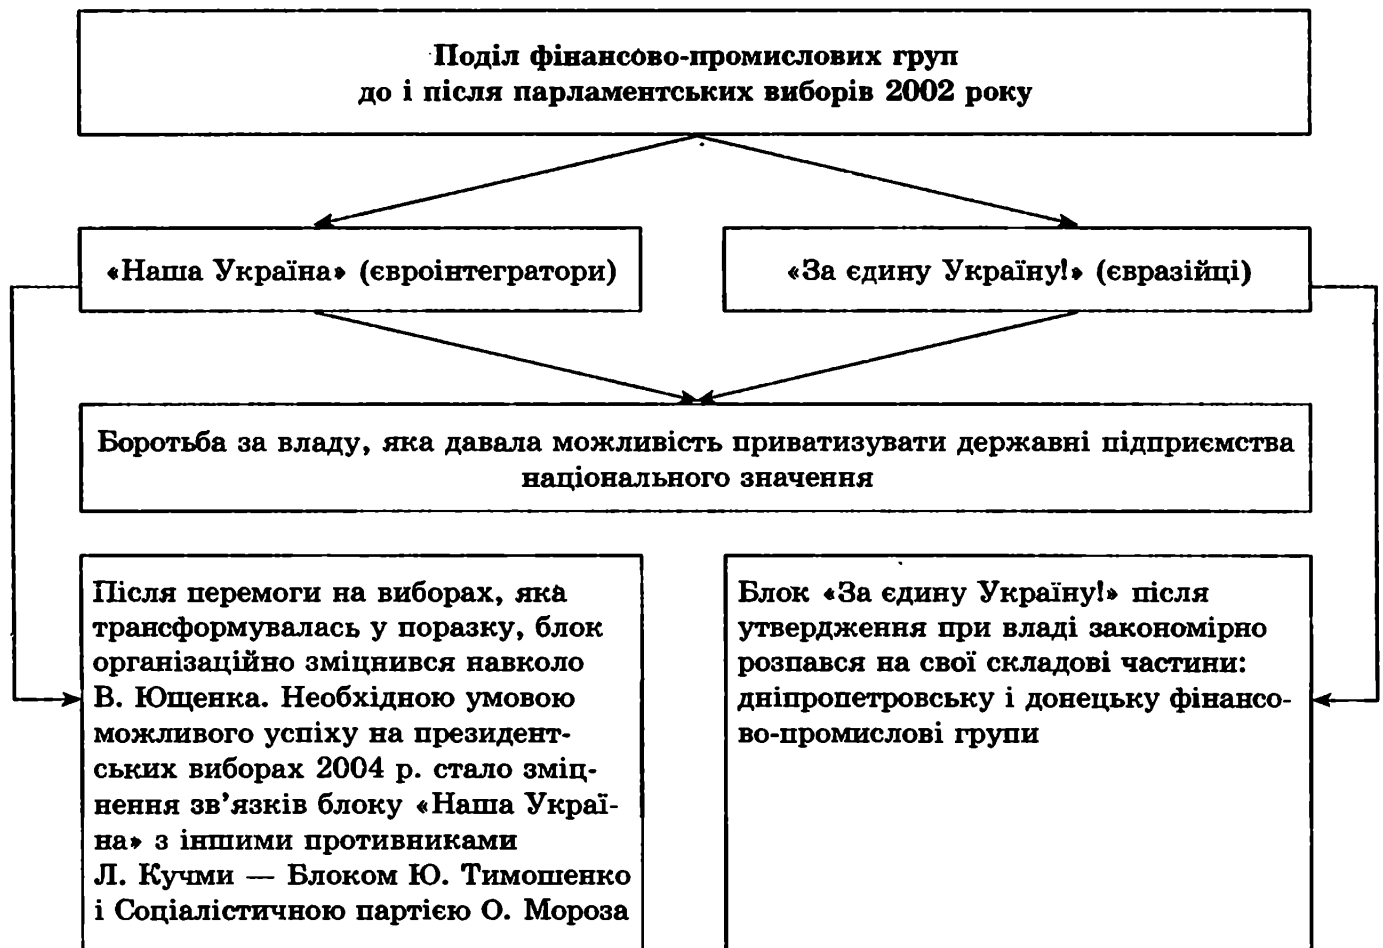 Поділ фінансово-промислових груп
до і після парламентських виборів 2002 року
«Наша Україна» (євроінтегратори)
«За єдину Україну!» (євразійці)
Боротьба за владу, яка давала можливість приватизувати державні підприємства
національного значення
Після перемоги на виборах, яка
трансформувалась у поразку, блок
організаційно зміцнився навколо
В. Ющенка. Необхідною умовою
можливого успіху на президент-
ських виборах 2004 р. стало зміц-
нення зв’язків блоку «Наша Украї-
на» з іншими противниками
Л. Кучми — Блоком Ю. Тимошенко
і Соціалістичною партією О. Мороза
Блок «За єдину Україну!» після
утвердження при владі закономірно
розпався на свої складові частини:
дніпропетровську і донецьку фінансо-
во-промислові групи